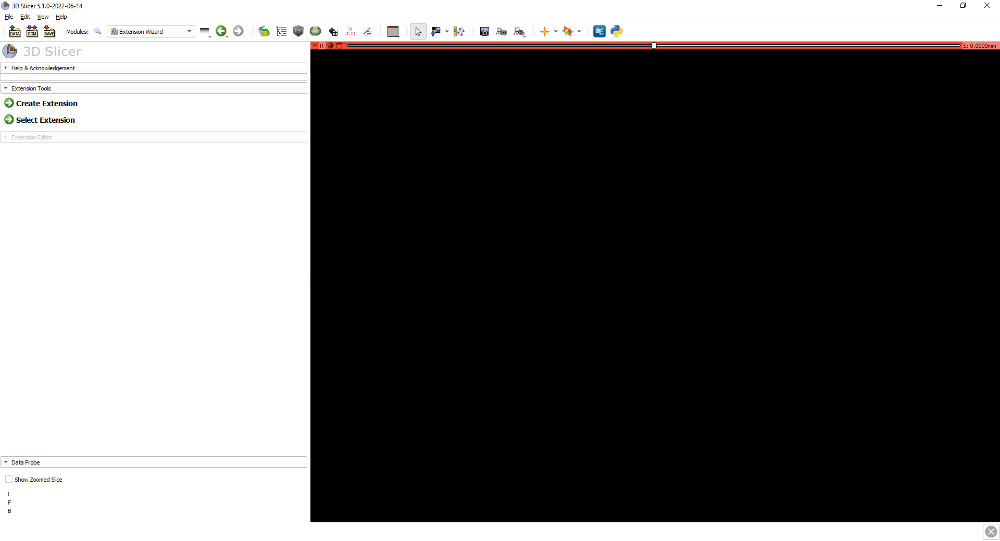 3D Slicer 5.1.0-2022-06-14
File Edit View Help
DATA DCM SAVE Modules: Extension Wizard
R S: 0.0000mm
3D Slicer
Help & Acknowledgement
Extension Tools
Create Extension
Select Extension
Extension Editor
Data Probe
Show Zoomed Slice
L
F
B